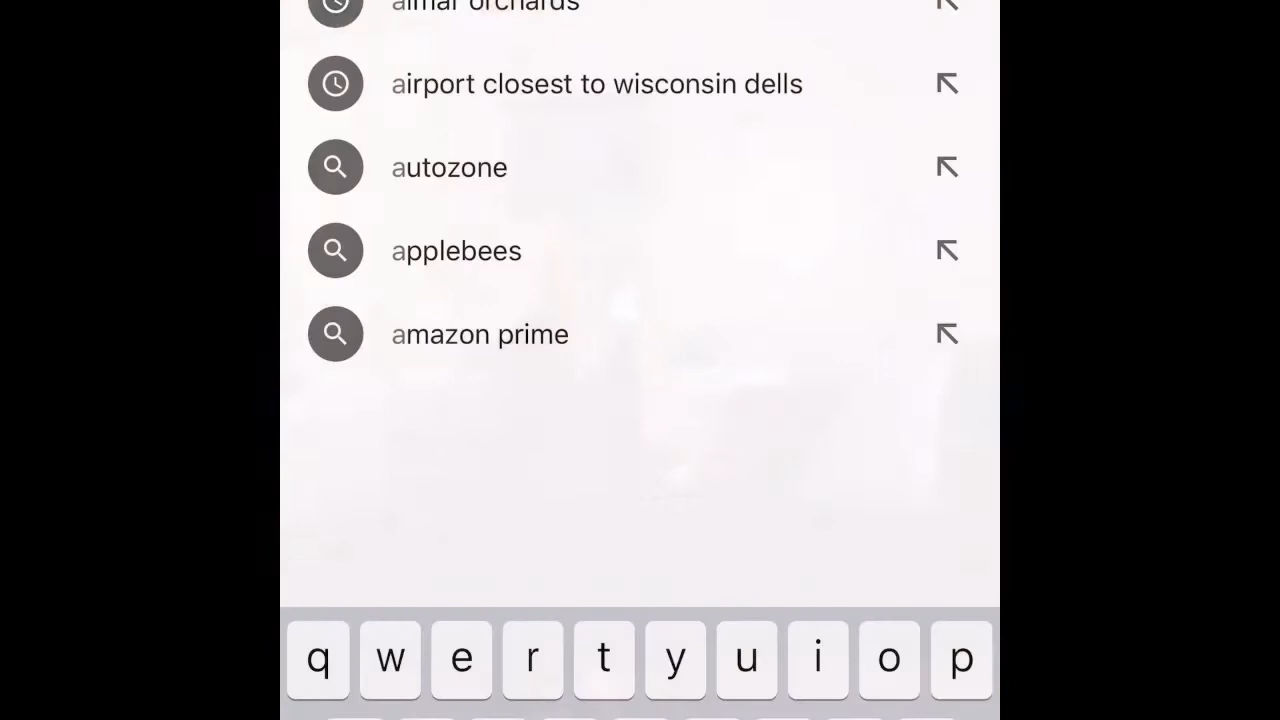 almar orchards
airport closest to wisconsin dells
autozone
applebees
amazon prime
q w e r t y u i o p